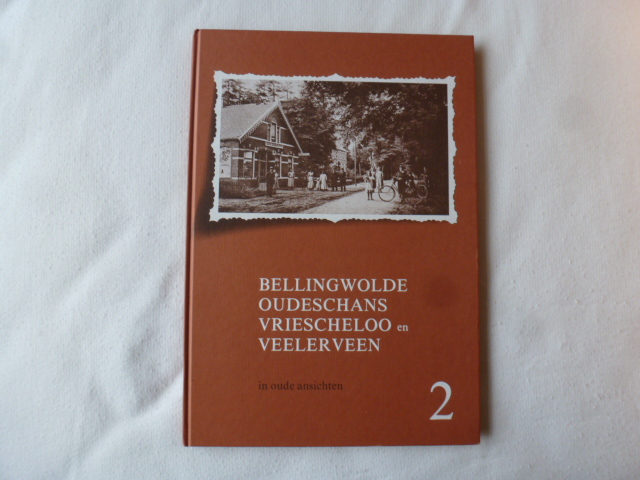 BELLINGWOLDE
OUDESCHANS
VRIESCHELOO en
VEELERVEEN
in oude ansichten
2